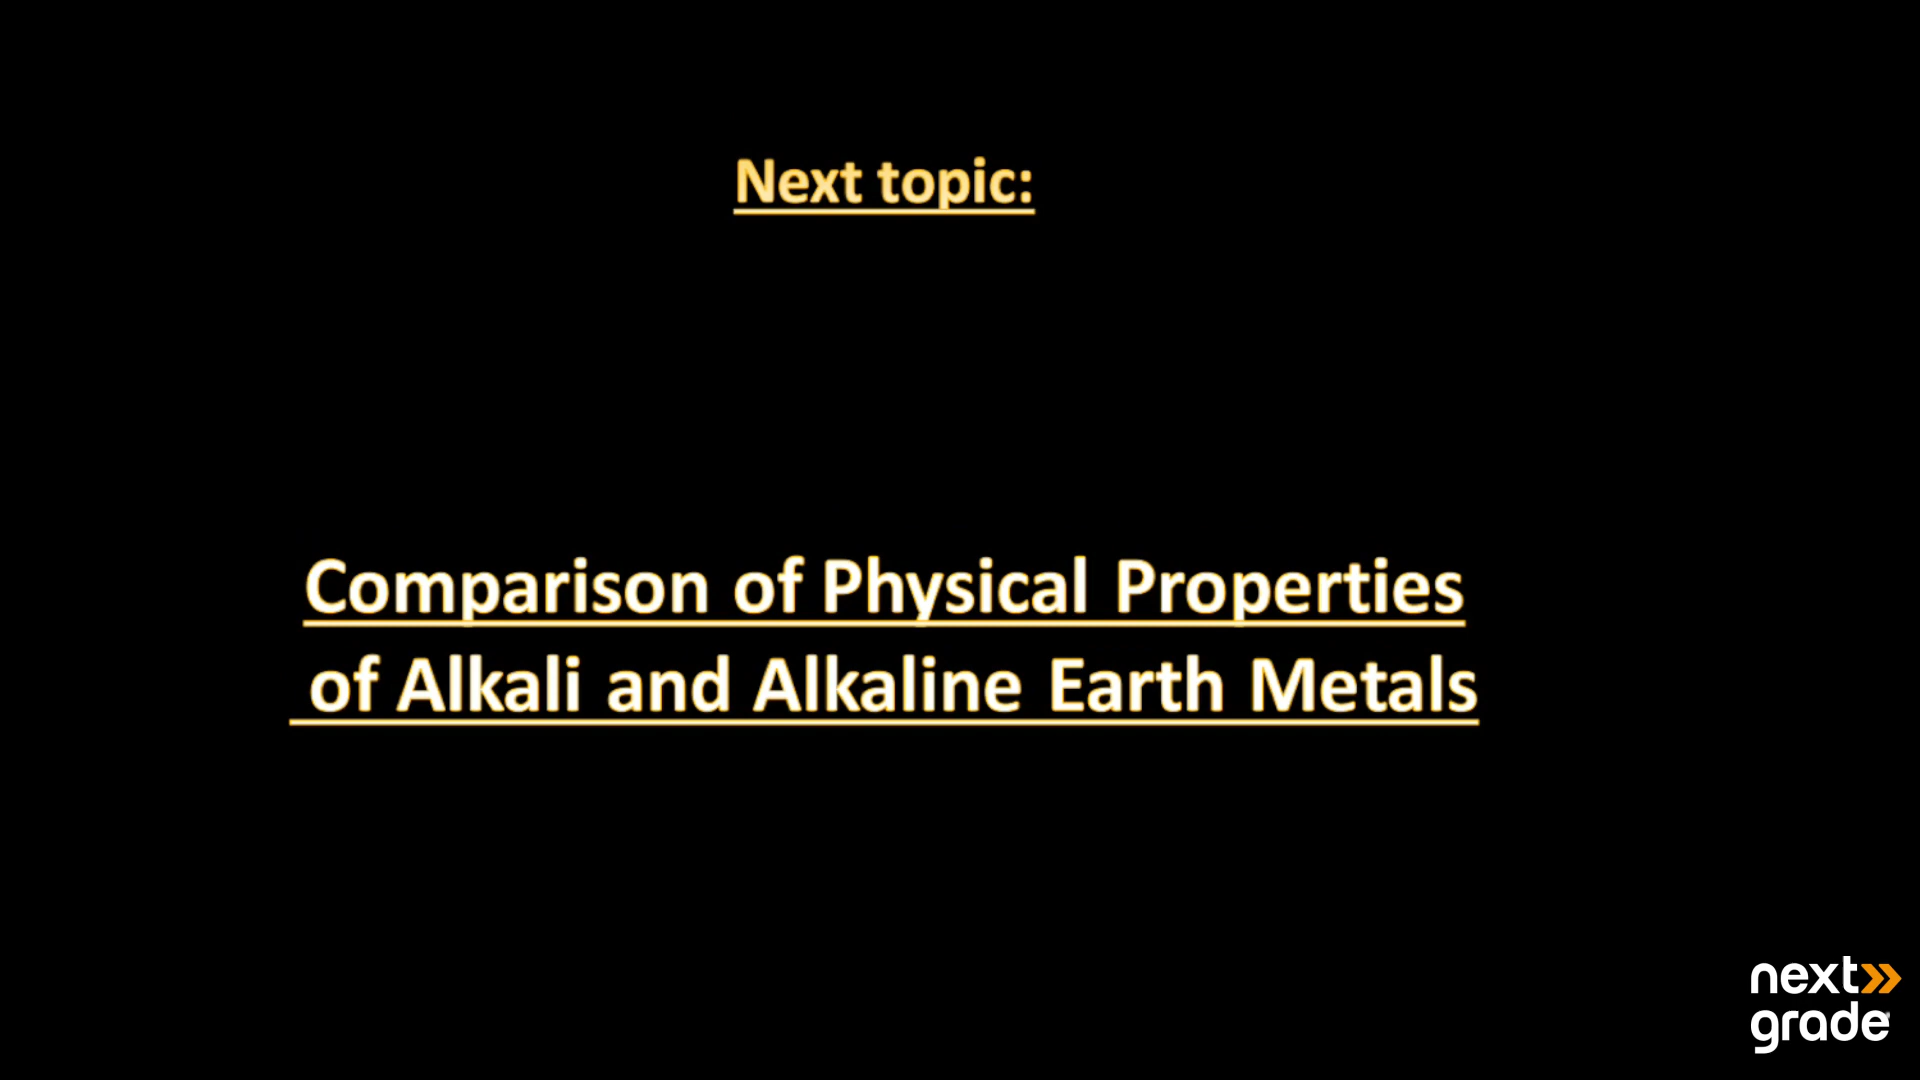 Next topic:
Comparison of Physical Properties
of Alkali and Alkaline Earth Metals
next
grade